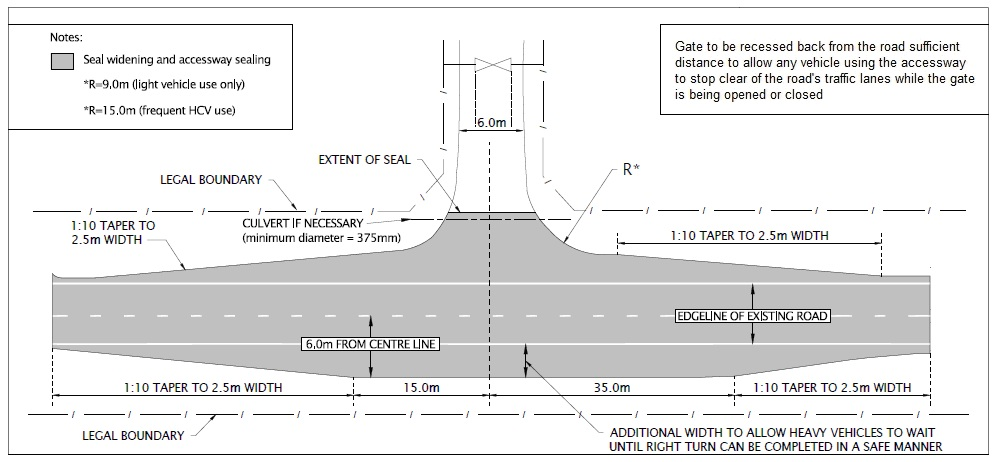 Notes:
Seal widening and accessway sealing
*R=9.0m (light vehicle use only)
*R=15.0m (frequent HCV use)
Gate to be recessed back from the road sufficient
distance to allow any vehicle using the accessway
to stop clear of the road's traffic lanes while the gate
is being opened or closed
6.0m
EXTENT OF SEAL
R*
LEGAL BOUNDARY
CULVERT IF NECESSARY
(minimum diameter = 375mm)
1:10 TAPER TO
2.5m WIDTH
1:10 TAPER TO 2.5m WIDTH
EDGELINE OF EXISTING ROAD
6.0m FROM CENTRE LINE
1:10 TAPER TO 2.5m WIDTH
15.0m
35.0m
1:10 TAPER TO 2.5m WIDTH
LEGAL BOUNDARY
ADDITIONAL WIDTH TO ALLOW HEAVY VEHICLES TO WAIT
UNTIL RIGHT TURN CAN BE COMPLETED IN A SAFE MANNER